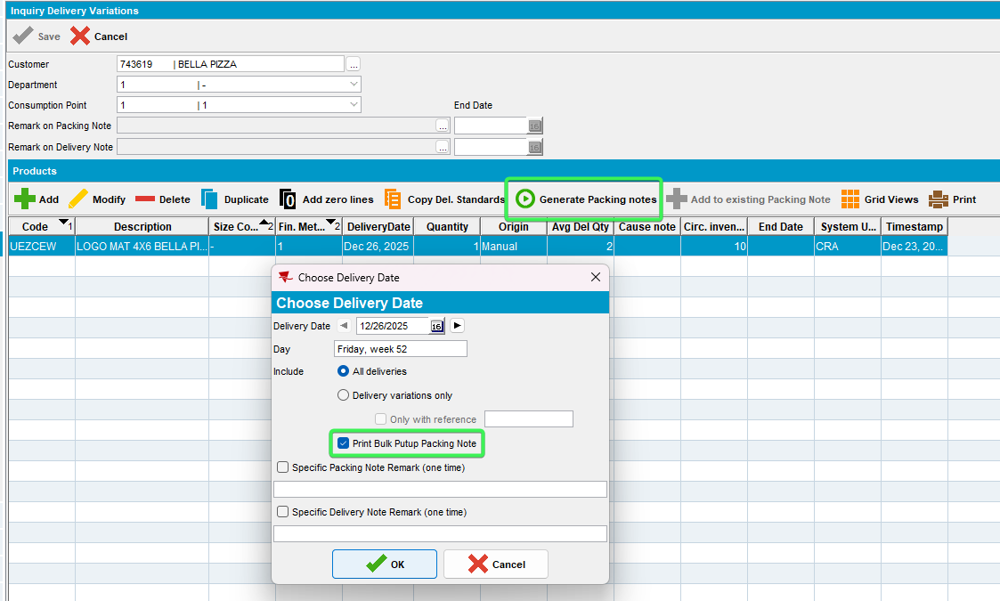 Inquiry Delivery Variations
Save Cancel
Customer 743619 | BELLA PIZZA ...
Department 1 | -
Consumption Point 1 | 1 End Date
Remark on Packing Note ... 16
Remark on Delivery Note ... 16
Products
Add Modify Delete Duplicate 0 Add zero lines Copy Del. Standards Generate Packing notes Add to existing Packing Note Grid Views Print
Code 1 Description Size Co... 2 Fin. Met... 2 DeliveryDate Quantity Origin Avg Del Qty Cause note Circ. inven... End Date System U... Timestamp
UEZCEW LOGO MAT 4X6 BELLA PI... - 1 Dec 26, 2025 1 Manual 2 10 CRA Dec 23, 20...
Choose Delivery Date
Choose Delivery Date
Delivery Date 12/26/2025 16
Day Friday, week 52
Include All deliveries
Delivery variations only
Only with reference
Print Bulk Putup Packing Note
Specific Packing Note Remark (one time)
Specific Delivery Note Remark (one time)
OK Cancel